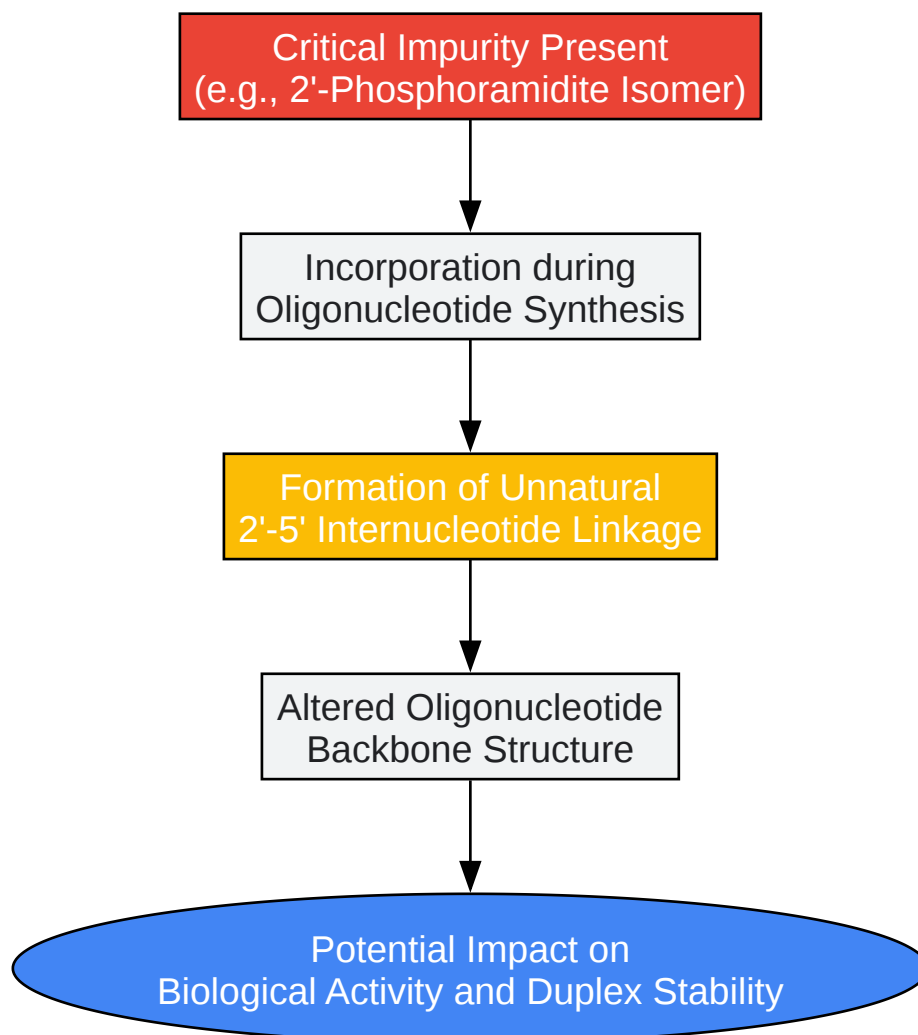 Critical Impurity Present
(e.g., 2'-Phosphoramidite Isomer)
Incorporation during
Oligonucleotide Synthesis
Formation of Unnatural
2'-5' Internucleotide Linkage
Altered Oligonucleotide
Backbone Structure
Potential Impact on
Biological Activity and Duplex Stability